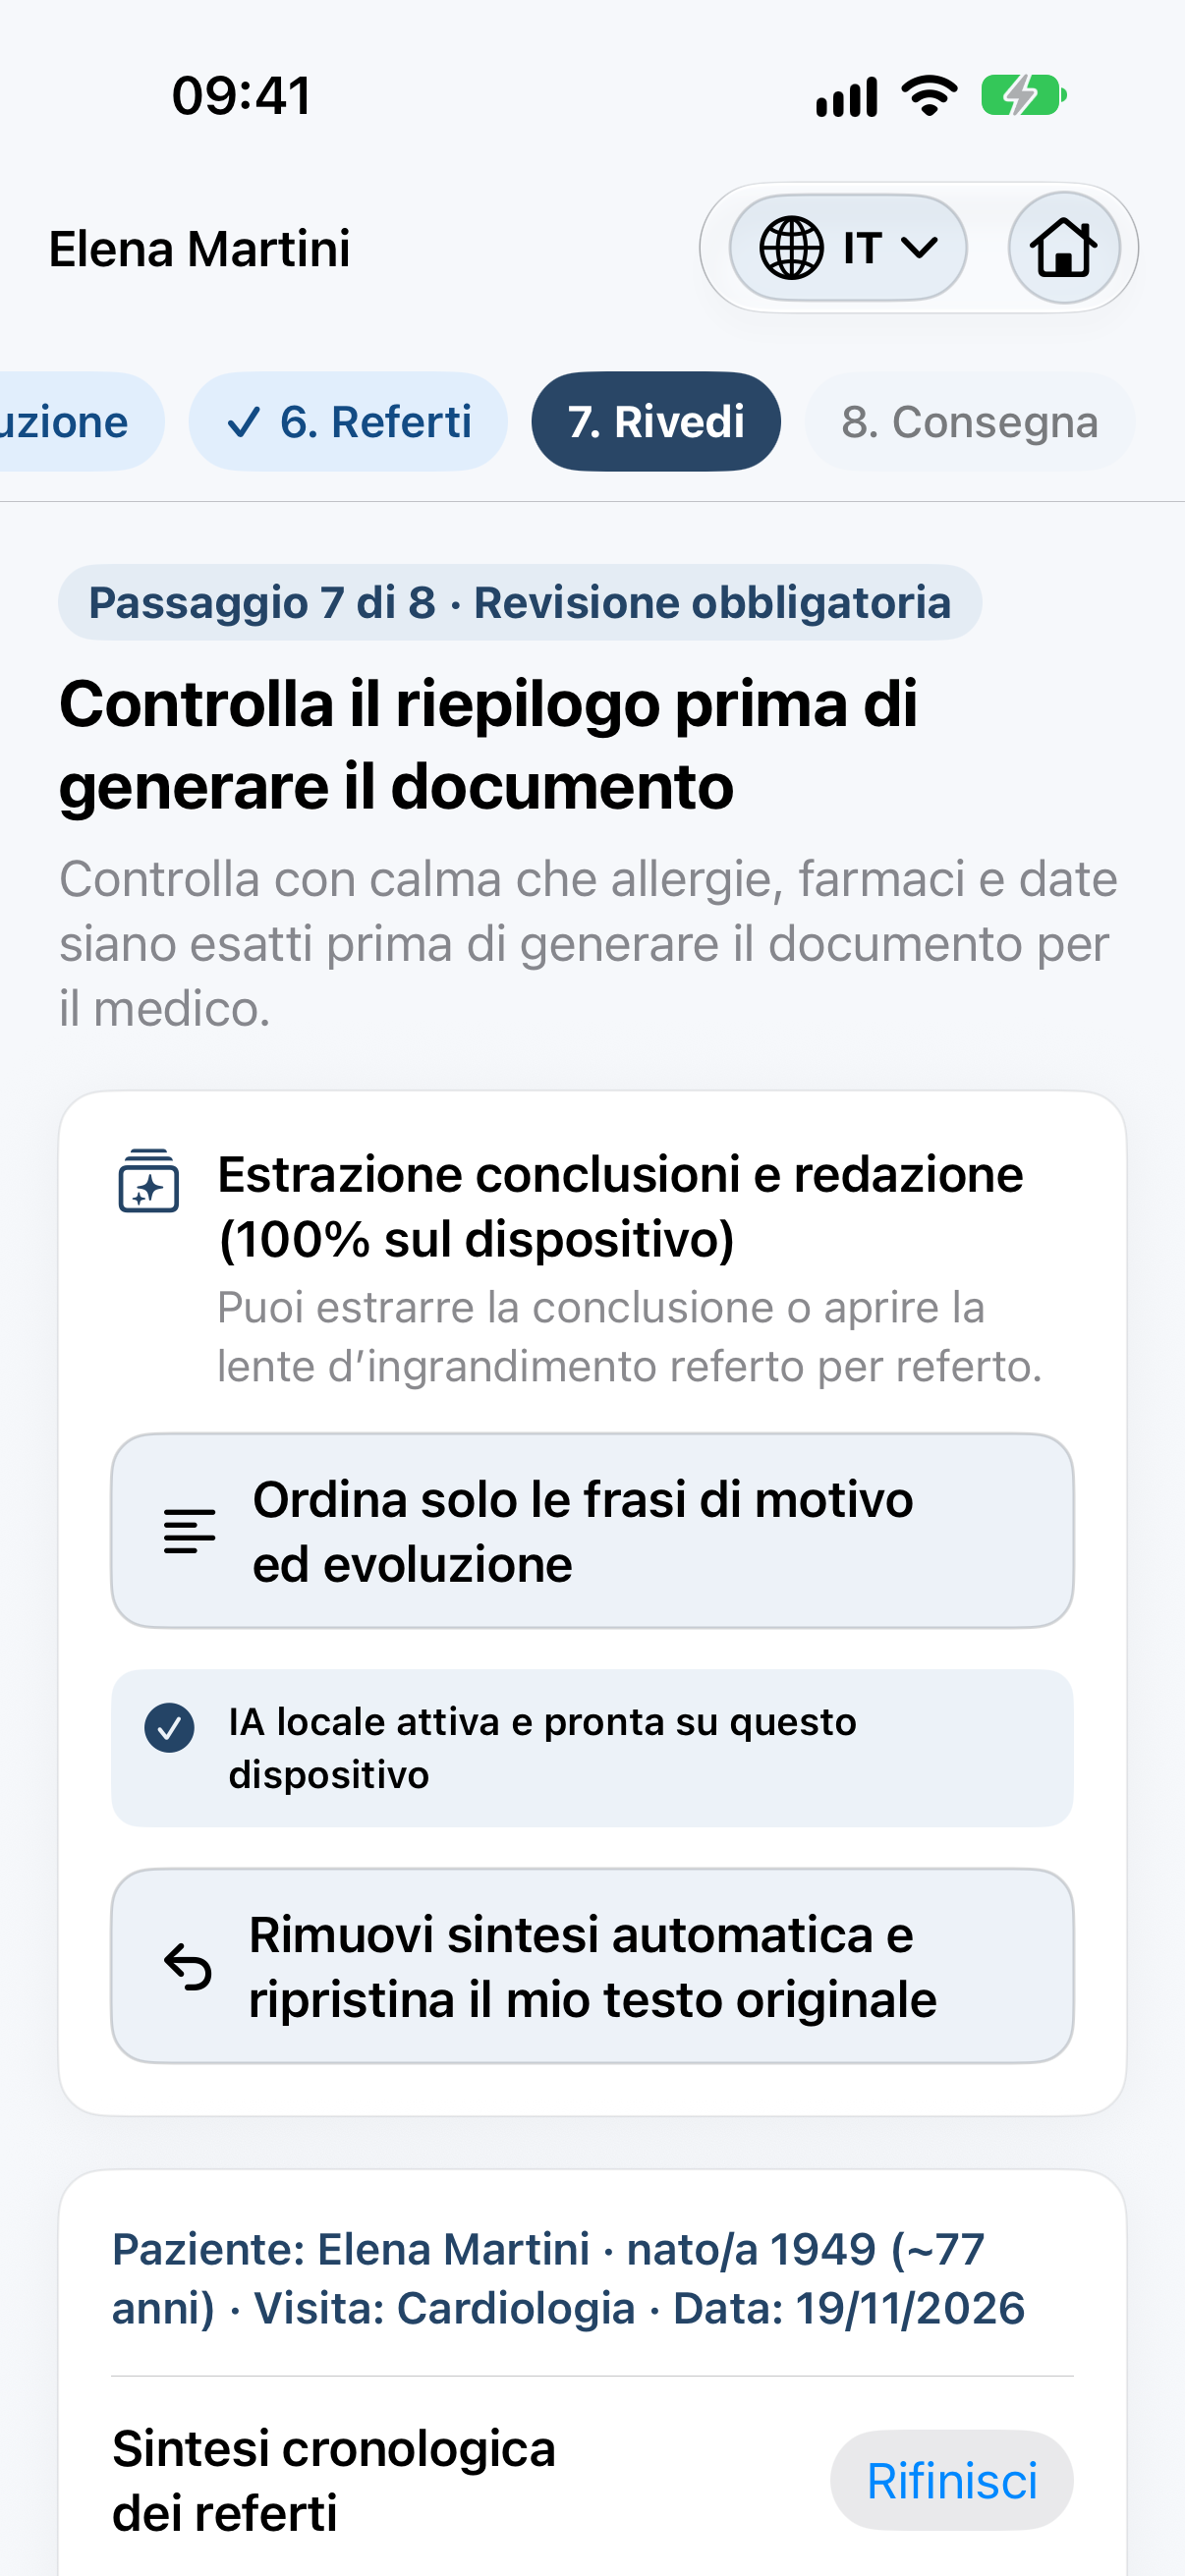 09:41
Elena Martini
IT
uzione
6. Referti
7. Rivedi
8. Consegna
Passaggio 7 di 8 · Revisione obbligatoria
Controlla il riepilogo prima di
generare il documento
Controlla con calma che allergie, farmaci e date
siano esatti prima di generare il documento per
il medico.
Estrazione conclusioni e redazione
(100% sul dispositivo)
Puoi estrarre la conclusione o aprire la
lente d’ingrandimento referto per referto.
Ordina solo le frasi di motivo
ed evoluzione
IA locale attiva e pronta su questo
dispositivo
Rimuovi sintesi automatica e
ripristina il mio testo originale
Paziente: Elena Martini · nato/a 1949 (~77
anni) · Visita: Cardiologia · Data: 19/11/2026
Sintesi cronologica
dei referti
Rifinisci